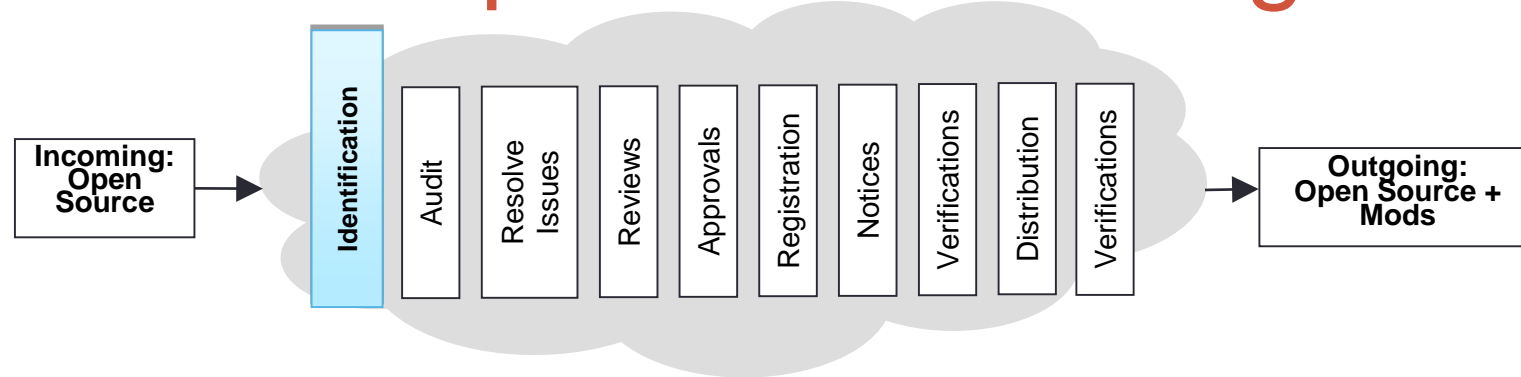 Incoming:
Open
Source
Identification
Audit
Resolve
Issues
Reviews
Approvals
Registration
Notices
Verifications
Distribution
Verifications
Outgoing:
Open Source +
Mods